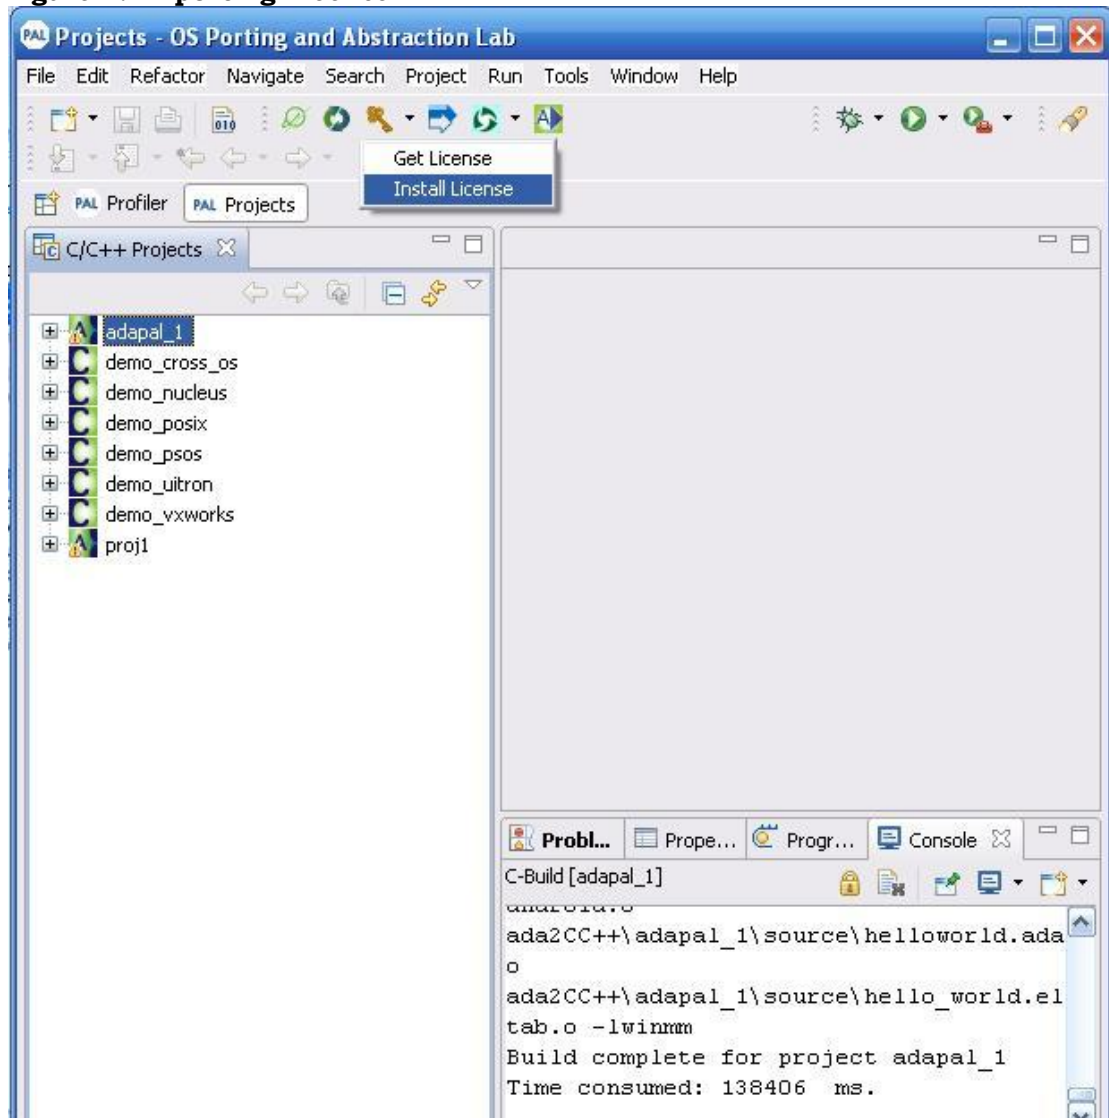 PAL Projects - OS Porting and Abstraction Lab
File Edit Refactor Navigate Search Project Run Tools Window Help
010
A
Get License
Install License
PAL Profiler PAL Projects
C/C++ Projects
adapal_1
demo_cross_os
demo_nucleus
demo_posix
demo_psos
demo_uitron
demo_vxworks
proj1
Probl... Prope... Progr... Console
C-Build [adapal_1]
ada2CC++\adapal_1\source\helloworld.ada
o
ada2CC++\adapal_1\source\hello_world.el
tab.o -lwinmm
Build complete for project adapal_1
Time consumed: 138406 ms.